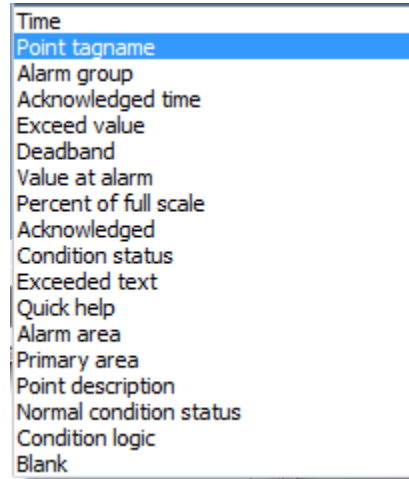 Time
Point tagname
Alarm group
Acknowledged time
Exceed value
Deadband
Value at alarm
Percent of full scale
Acknowledged
Condition status
Exceeded text
Quick help
Alarm area
Primary area
Point description
Normal condition status
Condition logic
Blank